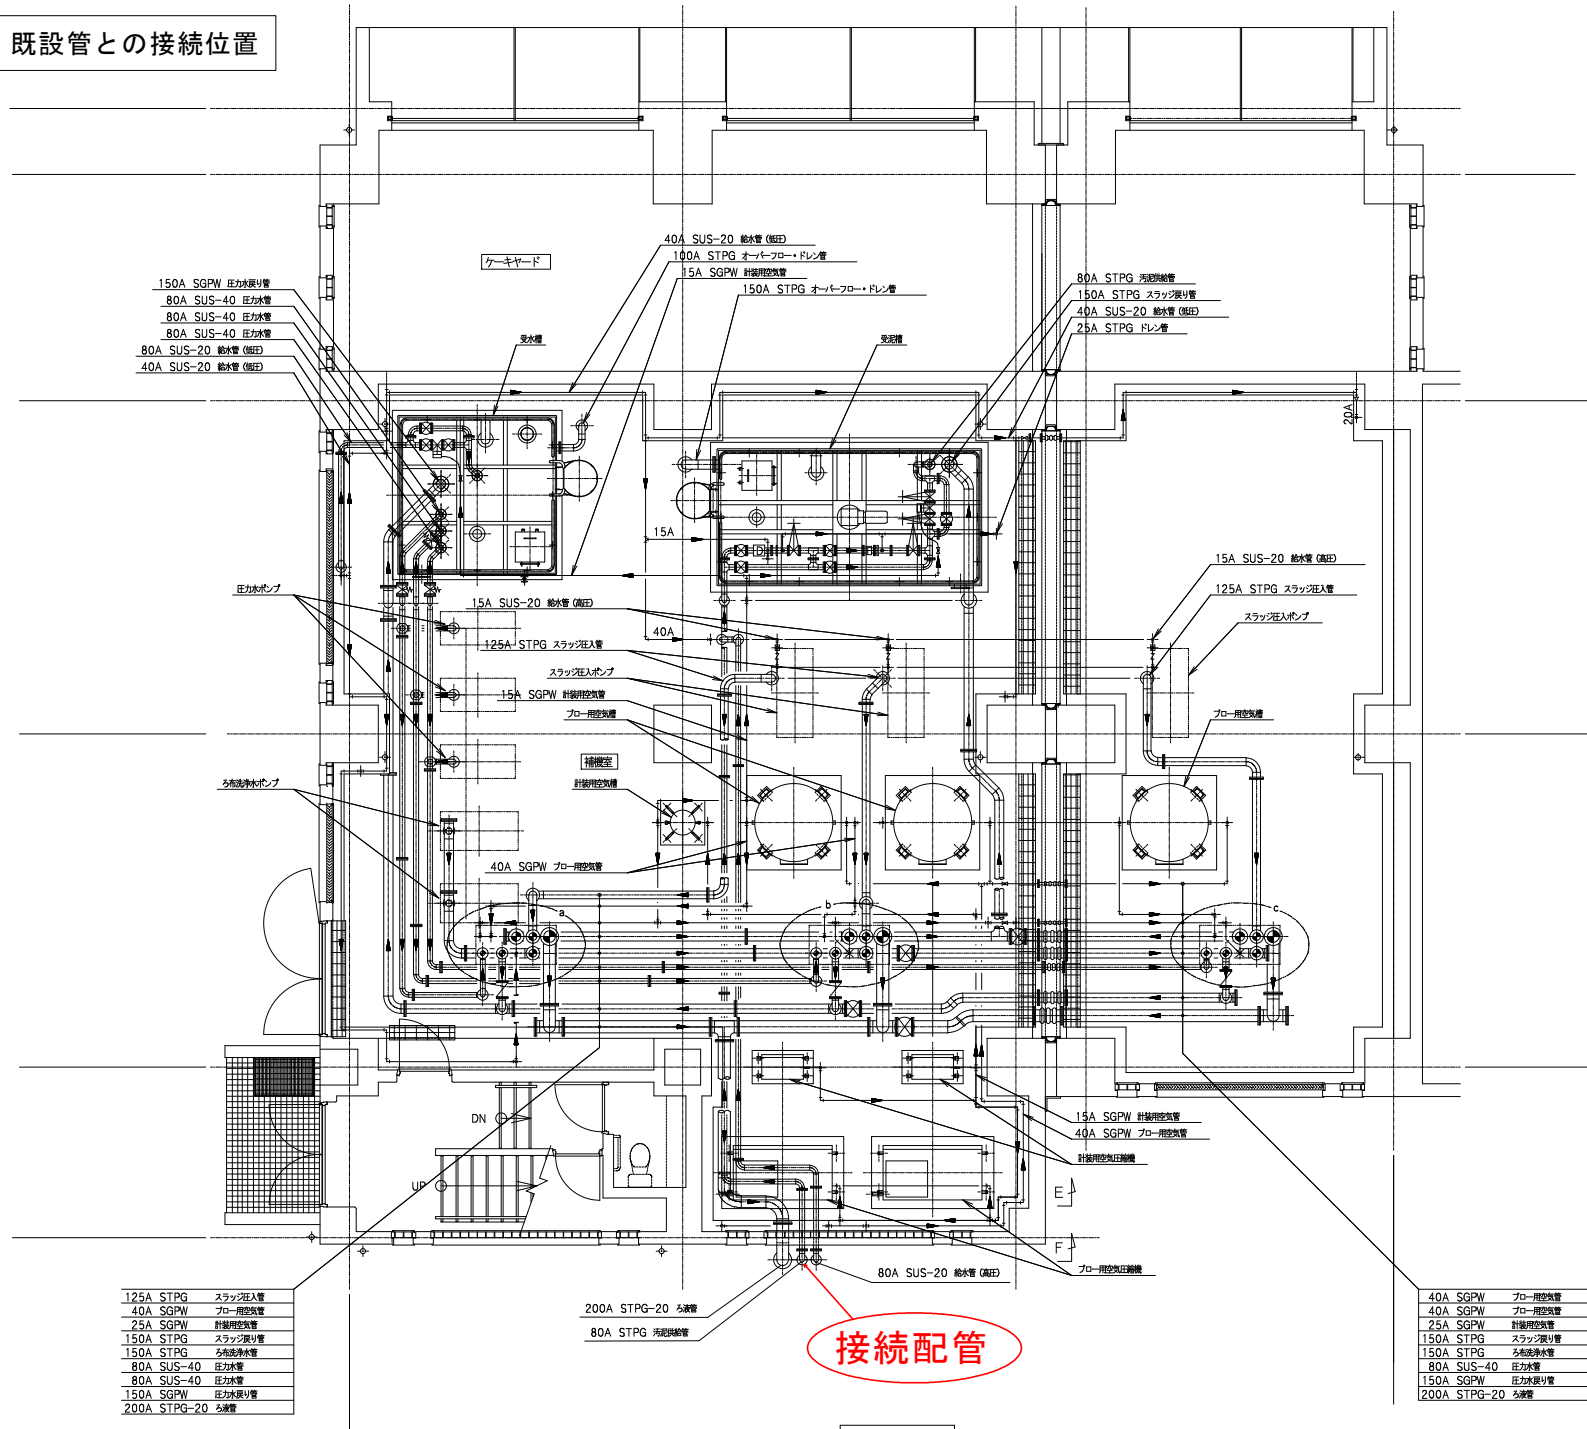 既設管との接続位置
ケーキヤード
40A SUS-20 給水管（低圧）
100A STPG オーバーフロー・ドレン管
15A SGPW 計装用空気管
150A STPG オーバーフロー・ドレン管
80A STPG 汚泥供給管
150A STPG スラッジ戻り管
40A SUS-20 給水管（低圧）
25A STPG ドレン管
150A SGPW 圧力水戻り管
80A SUS-40 圧力水管
80A SUS-40 圧力水管
80A SUS-40 圧力水管
80A SUS-20 給水管（低圧）
40A SUS-20 給水管（低圧）
受水槽
受泥槽
20A
15A
15A SUS-20 給水管（高圧）
125A STPG スラッジ圧入管
スラッジ圧入ポンプ
圧力水ポンプ
15A SUS-20 給水管（高圧）
40A
125A STPG スラッジ圧入管
スラッジ圧入ポンプ
15A SGPW 計装用空気管
ブロー用空気槽
ブロー用空気槽
補機室
計装用空気槽
ろ布洗浄水ポンプ
40A SGPW ブロー用空気管
a
b
c
DN
UP
15A SGPW 計装用空気管
40A SGPW ブロー用空気管
計装用空気圧縮機
E
F
ブロー用空気圧縮機
80A SUS-20 給水管（高圧）
200A STPG-20 ろ液管
80A STPG 汚泥供給管
接続配管
125A STPG スラッジ圧入管
40A SGPW ブロー用空気管
25A SGPW 計装用空気管
150A STPG スラッジ戻り管
150A STPG ろ布洗浄水管
80A SUS-40 圧力水管
80A SUS-40 圧力水管
150A SGPW 圧力水戻り管
200A STPG-20 ろ液管
40A SGPW ブロー用空気管
40A SGPW ブロー用空気管
25A SGPW 計装用空気管
150A STPG スラッジ戻り管
150A STPG ろ布洗浄水管
80A SUS-40 圧力水管
150A SGPW 圧力水戻り管
200A STPG-20 ろ液管